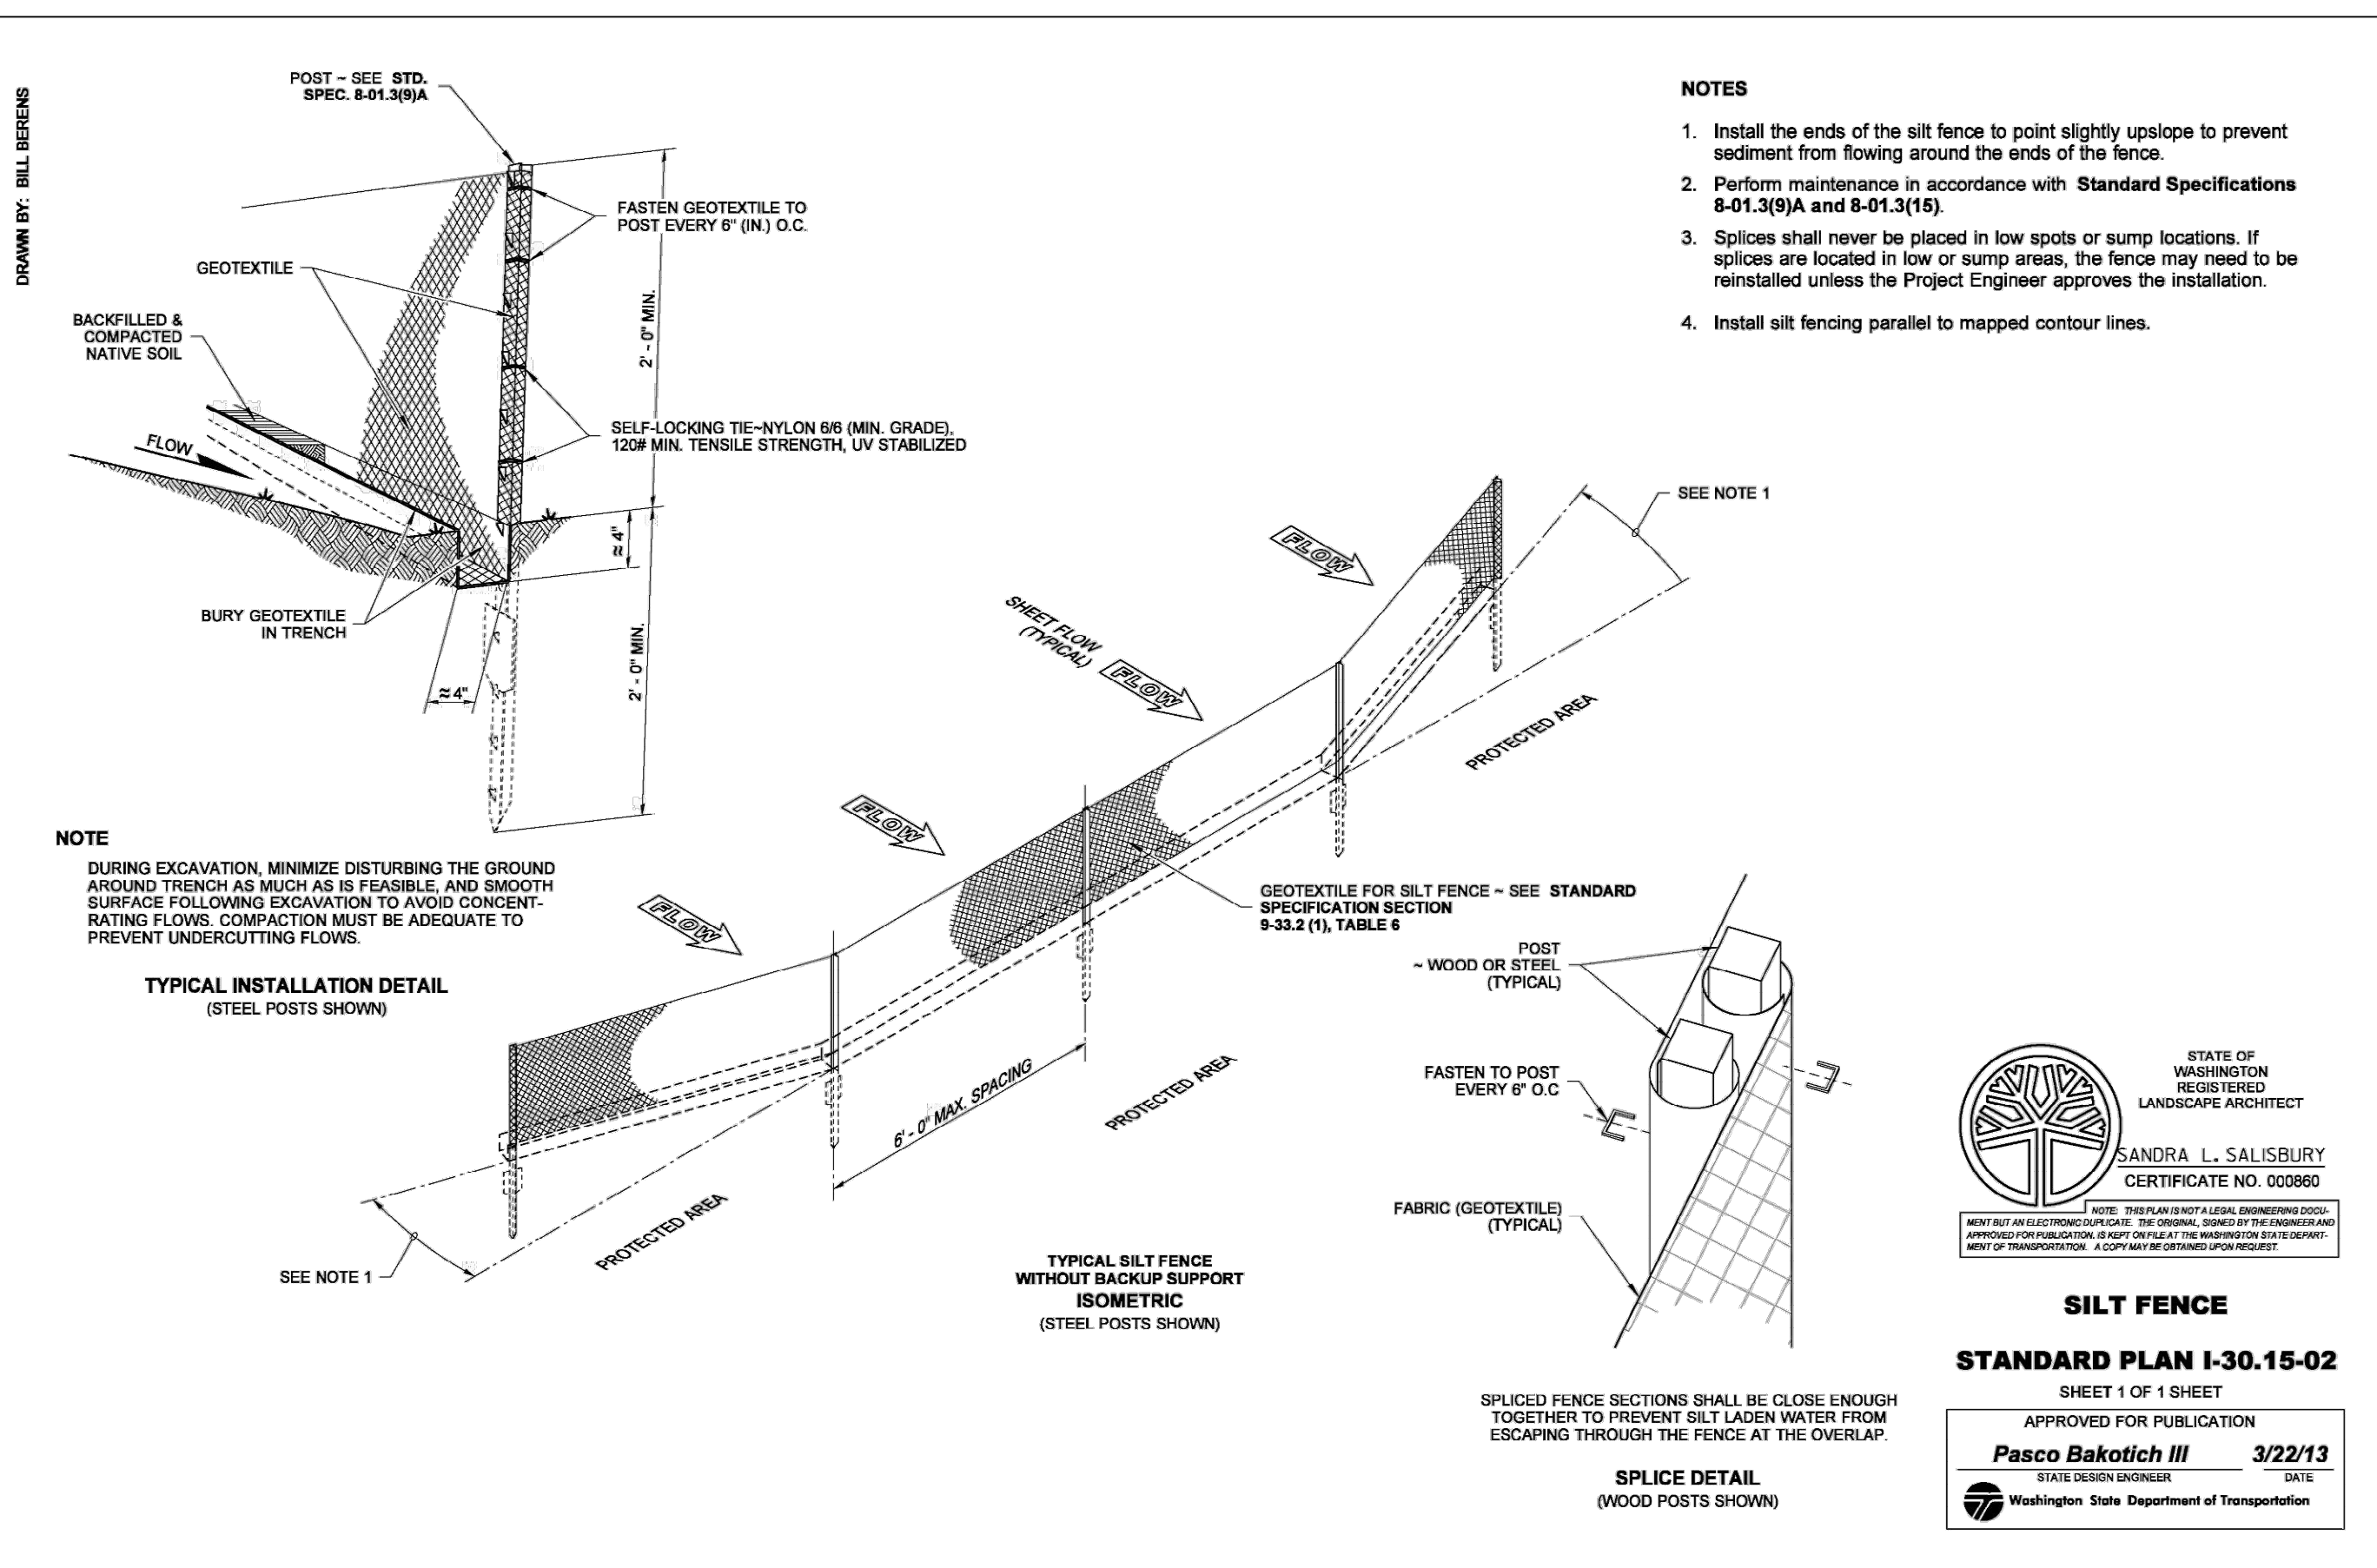 DRAWN BY: BILL BERENS
POST ~ SEE STD.
SPEC. 8-01.3(9)A
FASTEN GEOTEXTILE TO
POST EVERY 6" (IN.) O.C.
GEOTEXTILE
BACKFILLED &
COMPACTED
NATIVE SOIL
FLOW
2' - 0" MIN.
SELF-LOCKING TIE~NYLON 6/6 (MIN. GRADE),
120# MIN. TENSILE STRENGTH, UV STABILIZED
≈ 4"
BURY GEOTEXTILE
IN TRENCH
≈ 4"
2' - 0" MIN.
NOTE
DURING EXCAVATION, MINIMIZE DISTURBING THE GROUND
AROUND TRENCH AS MUCH AS IS FEASIBLE, AND SMOOTH
SURFACE FOLLOWING EXCAVATION TO AVOID CONCENT-
RATING FLOWS. COMPACTION MUST BE ADEQUATE TO
PREVENT UNDERCUTTING FLOWS.
TYPICAL INSTALLATION DETAIL
(STEEL POSTS SHOWN)
NOTES
1. Install the ends of the silt fence to point slightly upslope to prevent
sediment from flowing around the ends of the fence.
2. Perform maintenance in accordance with Standard Specifications
8-01.3(9)A and 8-01.3(15).
3. Splices shall never be placed in low spots or sump locations. If
splices are located in low or sump areas, the fence may need to be
reinstalled unless the Project Engineer approves the installation.
4. Install silt fencing parallel to mapped contour lines.
SEE NOTE 1
FLOW
SHEET FLOW
(TYPICAL)
FLOW
PROTECTED AREA
FLOW
FLOW
GEOTEXTILE FOR SILT FENCE ~ SEE STANDARD
SPECIFICATION SECTION
9-33.2 (1), TABLE 6
6' - 0" MAX. SPACING
PROTECTED AREA
PROTECTED AREA
SEE NOTE 1
TYPICAL SILT FENCE
WITHOUT BACKUP SUPPORT
ISOMETRIC
(STEEL POSTS SHOWN)
POST
~ WOOD OR STEEL
(TYPICAL)
FASTEN TO POST
EVERY 6" O.C
FABRIC (GEOTEXTILE)
(TYPICAL)
SPLICED FENCE SECTIONS SHALL BE CLOSE ENOUGH
TOGETHER TO PREVENT SILT LADEN WATER FROM
ESCAPING THROUGH THE FENCE AT THE OVERLAP.
SPLICE DETAIL
(WOOD POSTS SHOWN)
STATE OF
WASHINGTON
REGISTERED
LANDSCAPE ARCHITECT
SANDRA L. SALISBURY
CERTIFICATE NO. 000860
NOTE: THIS PLAN IS NOT A LEGAL ENGINEERING DOCU-
MENT BUT AN ELECTRONIC DUPLICATE. THE ORIGINAL, SIGNED BY THE ENGINEER AND
APPROVED FOR PUBLICATION, IS KEPT ON FILE AT THE WASHINGTON STATE DEPART-
MENT OF TRANSPORTATION. A COPY MAY BE OBTAINED UPON REQUEST.
SILT FENCE
STANDARD PLAN I-30.15-02
SHEET 1 OF 1 SHEET
APPROVED FOR PUBLICATION
Pasco Bakotich III 3/22/13
STATE DESIGN ENGINEER DATE
Washington State Department of Transportation